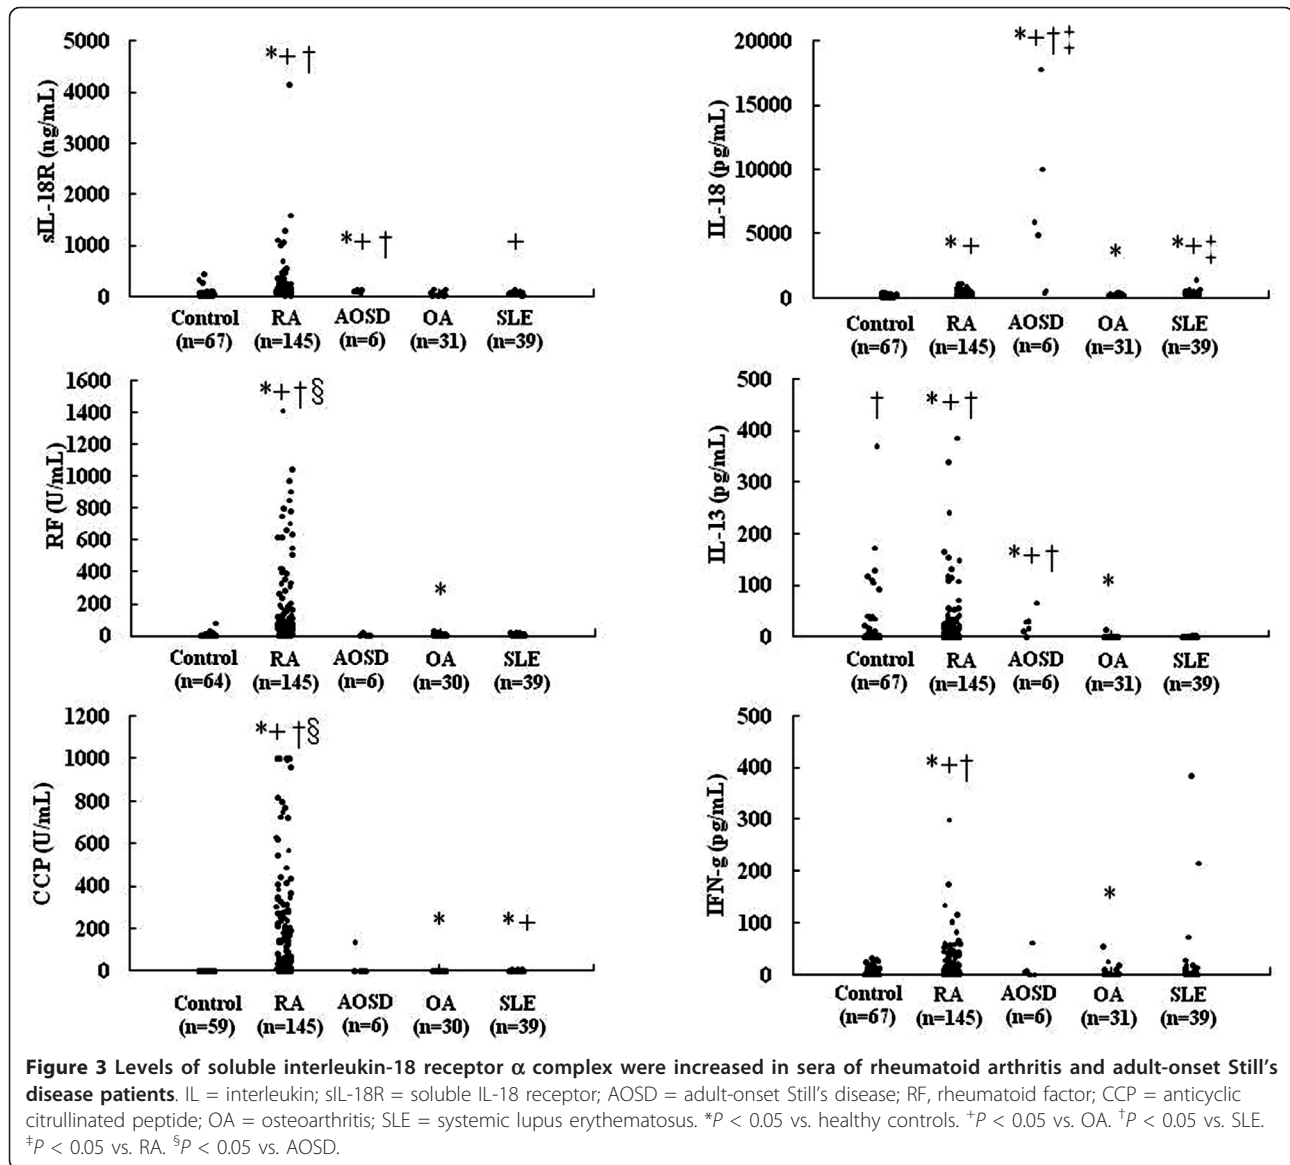 5000
4000
3000
2000
1000
0
sIL-18R (ng/mL)
*+†
*+†
+
Control
(n=67)
RA
(n=145)
AOSD
(n=6)
OA
(n=31)
SLE
(n=39)
20000
15000
10000
5000
0
IL-18 (pg/mL)
*+
*+†‡
*
*+‡
Control
(n=67)
RA
(n=145)
AOSD
(n=6)
OA
(n=31)
SLE
(n=39)
1600
1400
1200
1000
800
600
400
200
0
RF (U/mL)
*+†§
*
Control
(n=64)
RA
(n=145)
AOSD
(n=6)
OA
(n=30)
SLE
(n=39)
500
400
300
200
100
0
IL-13 (pg/mL)
†
*+†
*+†
*
Control
(n=67)
RA
(n=145)
AOSD
(n=6)
OA
(n=31)
SLE
(n=39)
1200
1000
800
600
400
200
0
CCP (U/mL)
*+†§
*
*+
Control
(n=59)
RA
(n=145)
AOSD
(n=6)
OA
(n=30)
SLE
(n=39)
500
400
300
200
100
0
IFN-g (pg/mL)
*+†
*
Control
(n=67)
RA
(n=145)
AOSD
(n=6)
OA
(n=31)
SLE
(n=39)
Figure 3 Levels of soluble interleukin-18 receptor α complex were increased in sera of rheumatoid arthritis and adult-onset Still's
disease patients. IL = interleukin; sIL-18R = soluble IL-18 receptor; AOSD = adult-onset Still's disease; RF, rheumatoid factor; CCP = anticyclic
citrullinated peptide; OA = osteoarthritis; SLE = systemic lupus erythematosus. *P < 0.05 vs. healthy controls. +P < 0.05 vs. OA. †P < 0.05 vs. SLE.
‡P < 0.05 vs. RA. §P < 0.05 vs. AOSD.